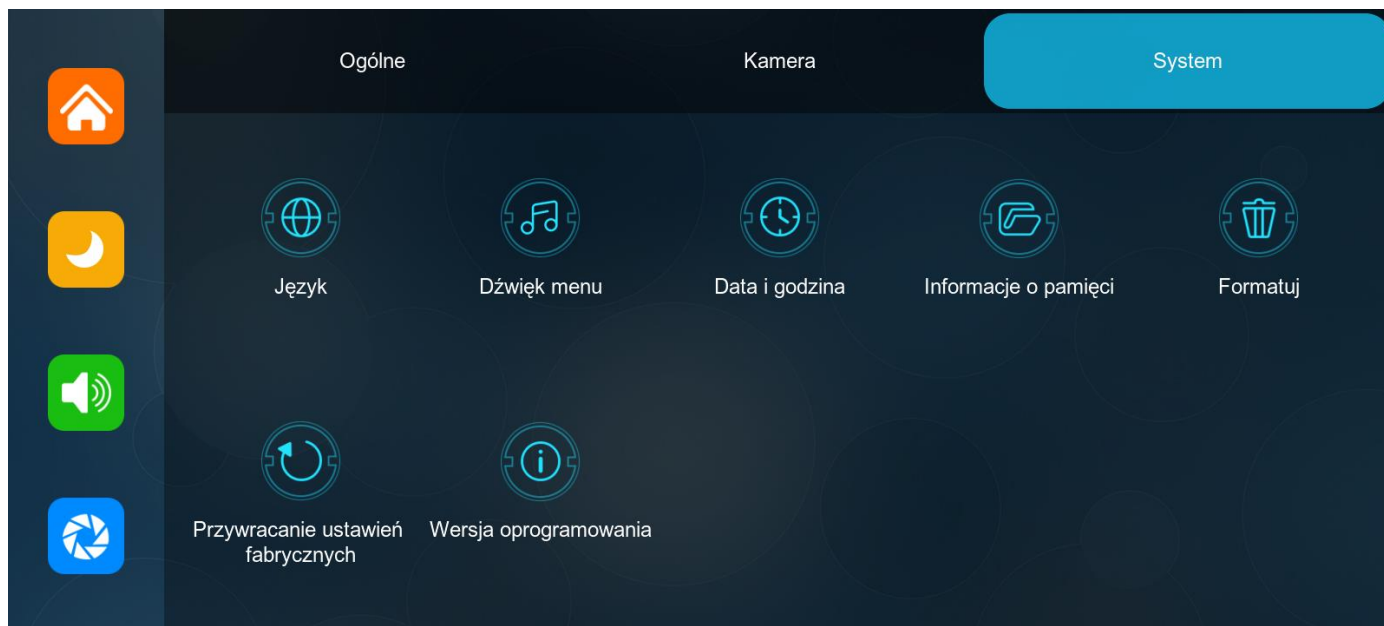 Ogólne
Kamera
System
Język
Dźwięk menu
Data i godzina
Informacje o pamięci
Formatuj
Przywracanie ustawień
fabrycznych
Wersja oprogramowania